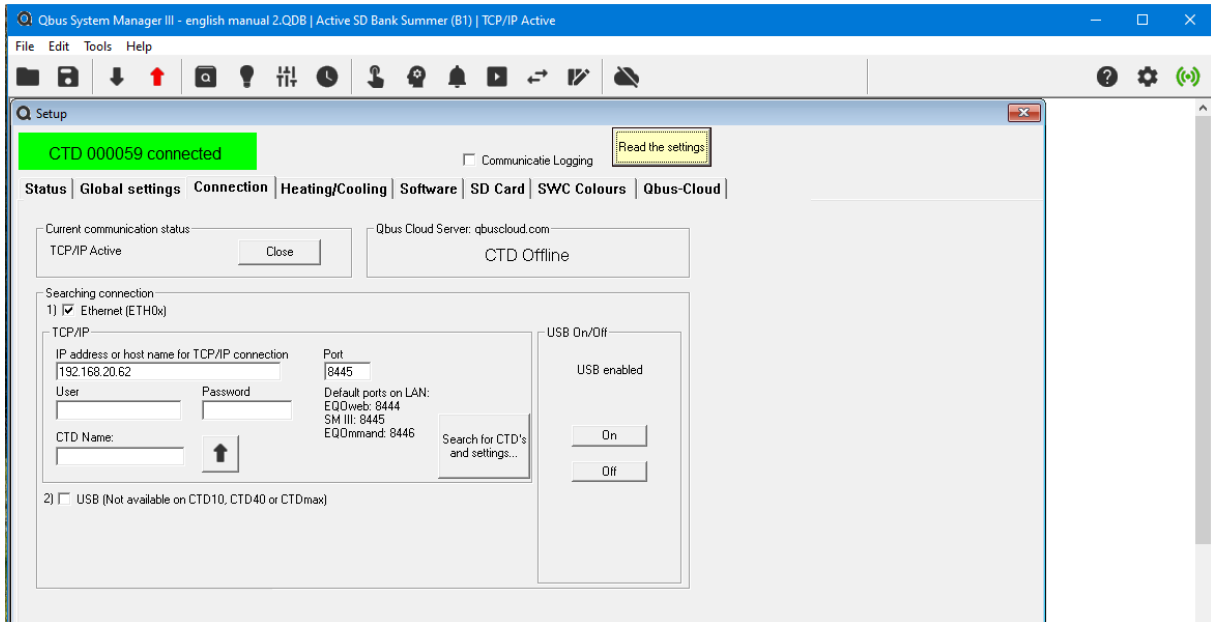 Qbus System Manager III - english manual 2.QDB | Active SD Bank Summer (B1) | TCP/IP Active
File Edit Tools Help
Setup
CTD 000059 connected
Communicatie Logging
Read the settings
Status Global settings Connection Heating/Cooling Software SD Card SWC Colours Qbus-Cloud
Current communication status
TCP/IP Active
Close
Qbus Cloud Server: qbuscloud.com
CTD Offline
Searching connection
1) Ethernet (ETH0x)
TCP/IP
IP address or host name for TCP/IP connection
192.168.20.62
Port
8445
User
Password
Default ports on LAN:
EQOweb: 8444
SM III: 8445
EQOmmand: 8446
CTD Name:
Search for CTD's
and settings...
USB On/Off
USB enabled
On
Off
2) USB (Not available on CTD10, CTD40 or CTDmax)